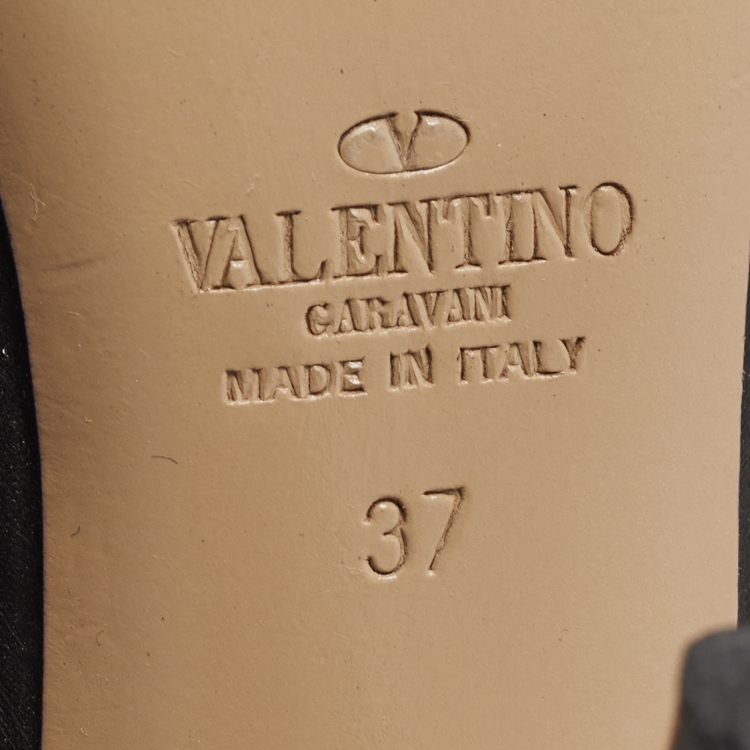 V
VALENTINO
GARAVANI
MADE IN ITALY
37